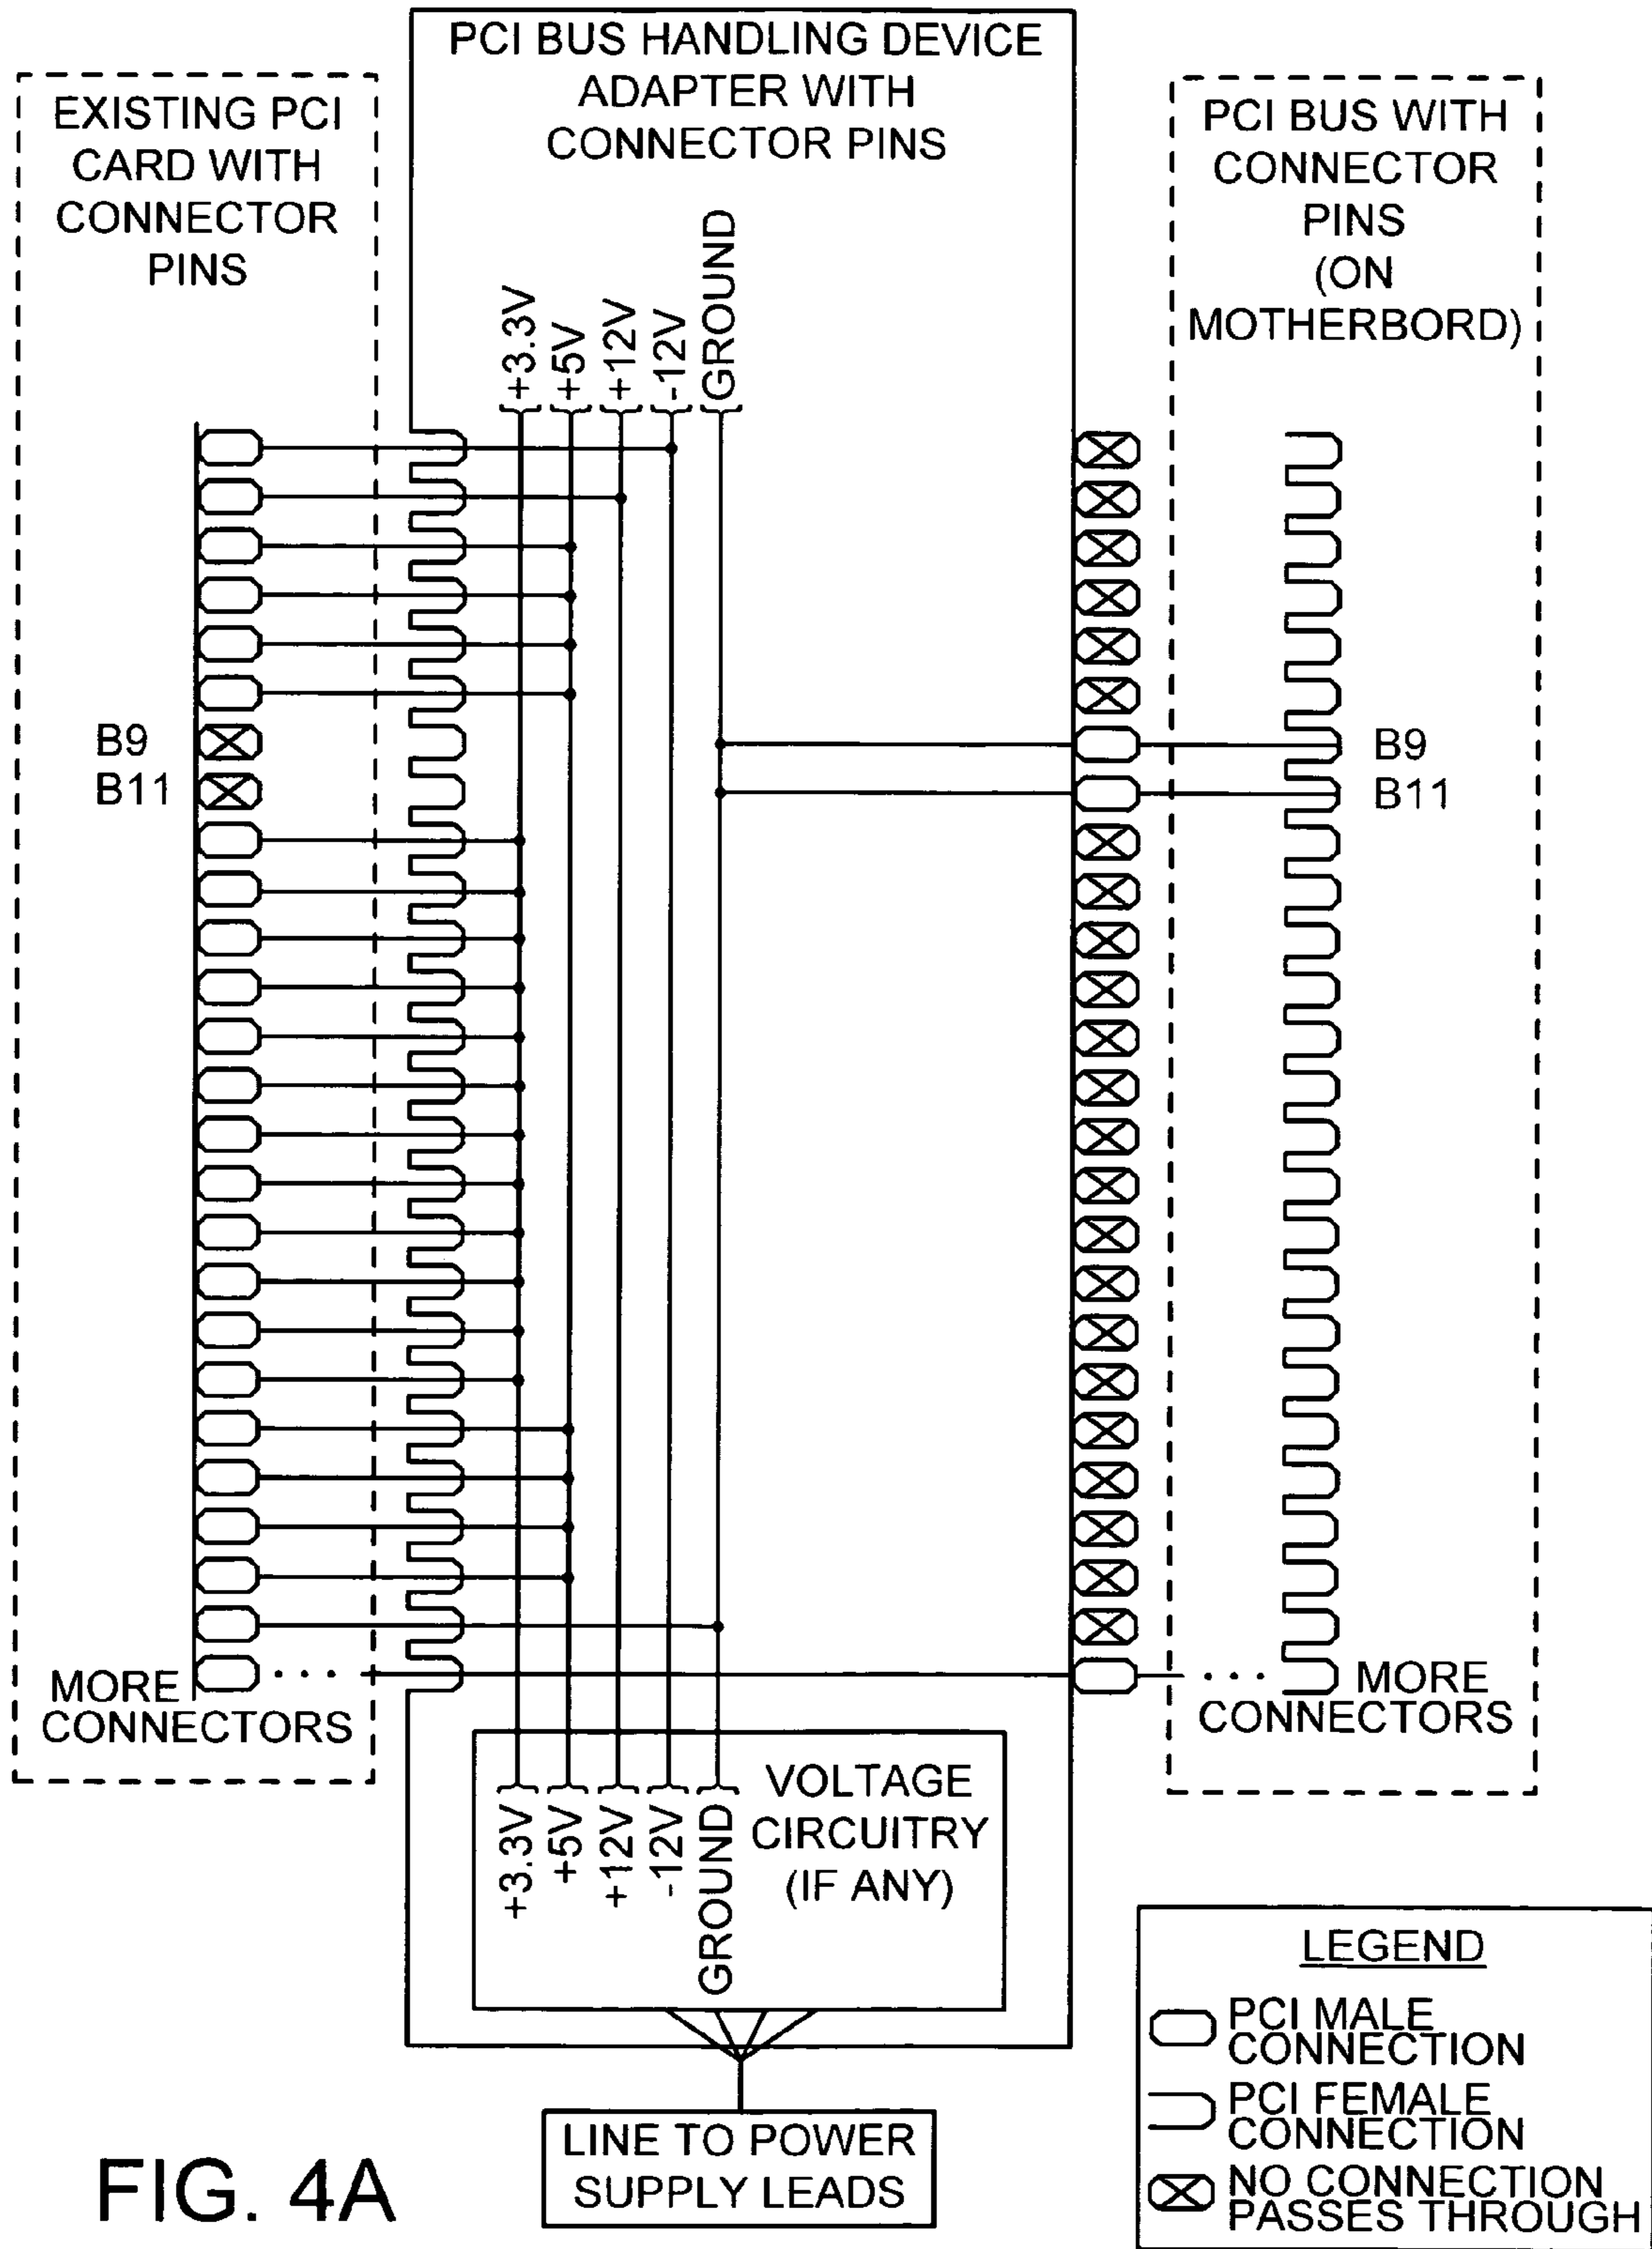 PCI BUS HANDLING DEVICE
ADAPTER WITH
CONNECTOR PINS
EXISTING PCI
CARD WITH
CONNECTOR
PINS
PCI BUS WITH
CONNECTOR
PINS
(ON
MOTHERBORD)
+3.3V
+5V
+12V
-12V
GROUND
B9
B11
B9
B11
MORE
CONNECTORS
MORE
CONNECTORS
+3.3V
+5V
+12V
-12V
GROUND
VOLTAGE
CIRCUITRY
(IF ANY)
LINE TO POWER
SUPPLY LEADS
LEGEND
PCI MALE
CONNECTION
PCI FEMALE
CONNECTION
NO CONNECTION
PASSES THROUGH
FIG. 4A